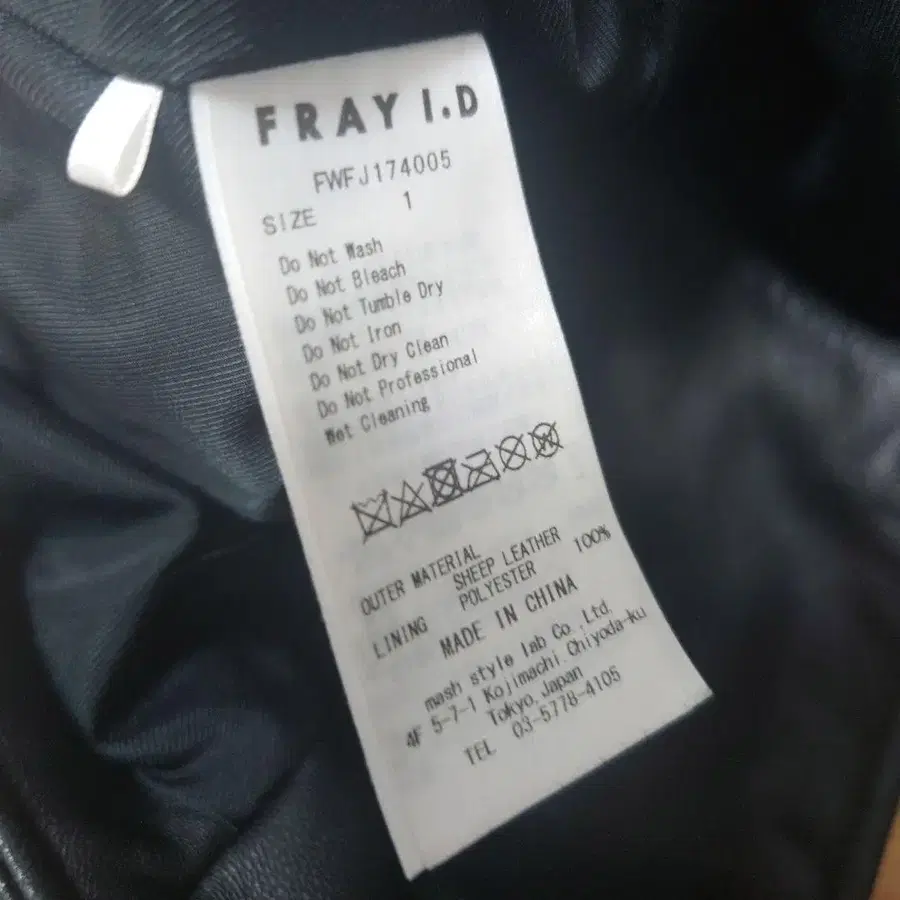 FRAY I.D
FWFJ174005
SIZE 1
Do Not Wash
Do Not Bleach
Do Not Tumble Dry
Do Not Iron
Do Not Dry Clean
Do Not Professional
Wet Cleaning
OUTER MATERIAL
SHEEP LEATHER
LINING POLYESTER 100%
MADE IN CHINA
mash style lab Co.,Ltd.
4F 5-7-1 Kojimachi.Chiyoda-ku
Tokyo,Japan
TEL 03-5778-4105